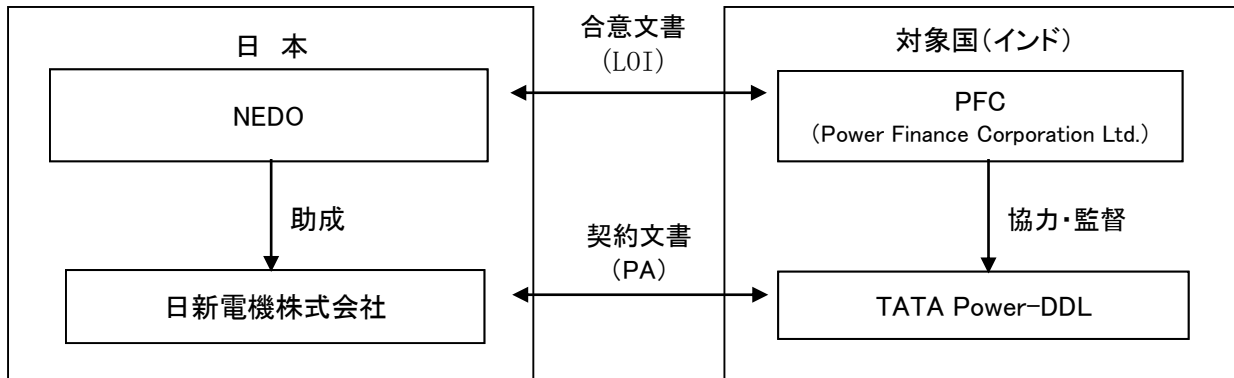 日　本
NEDO
助成
日新電機株式会社
合意文書
（LOI）
契約文書
（PA）
対象国（インド）
PFC
（Power Finance Corporation Ltd.）
協力・監督
TATA Power-DDL